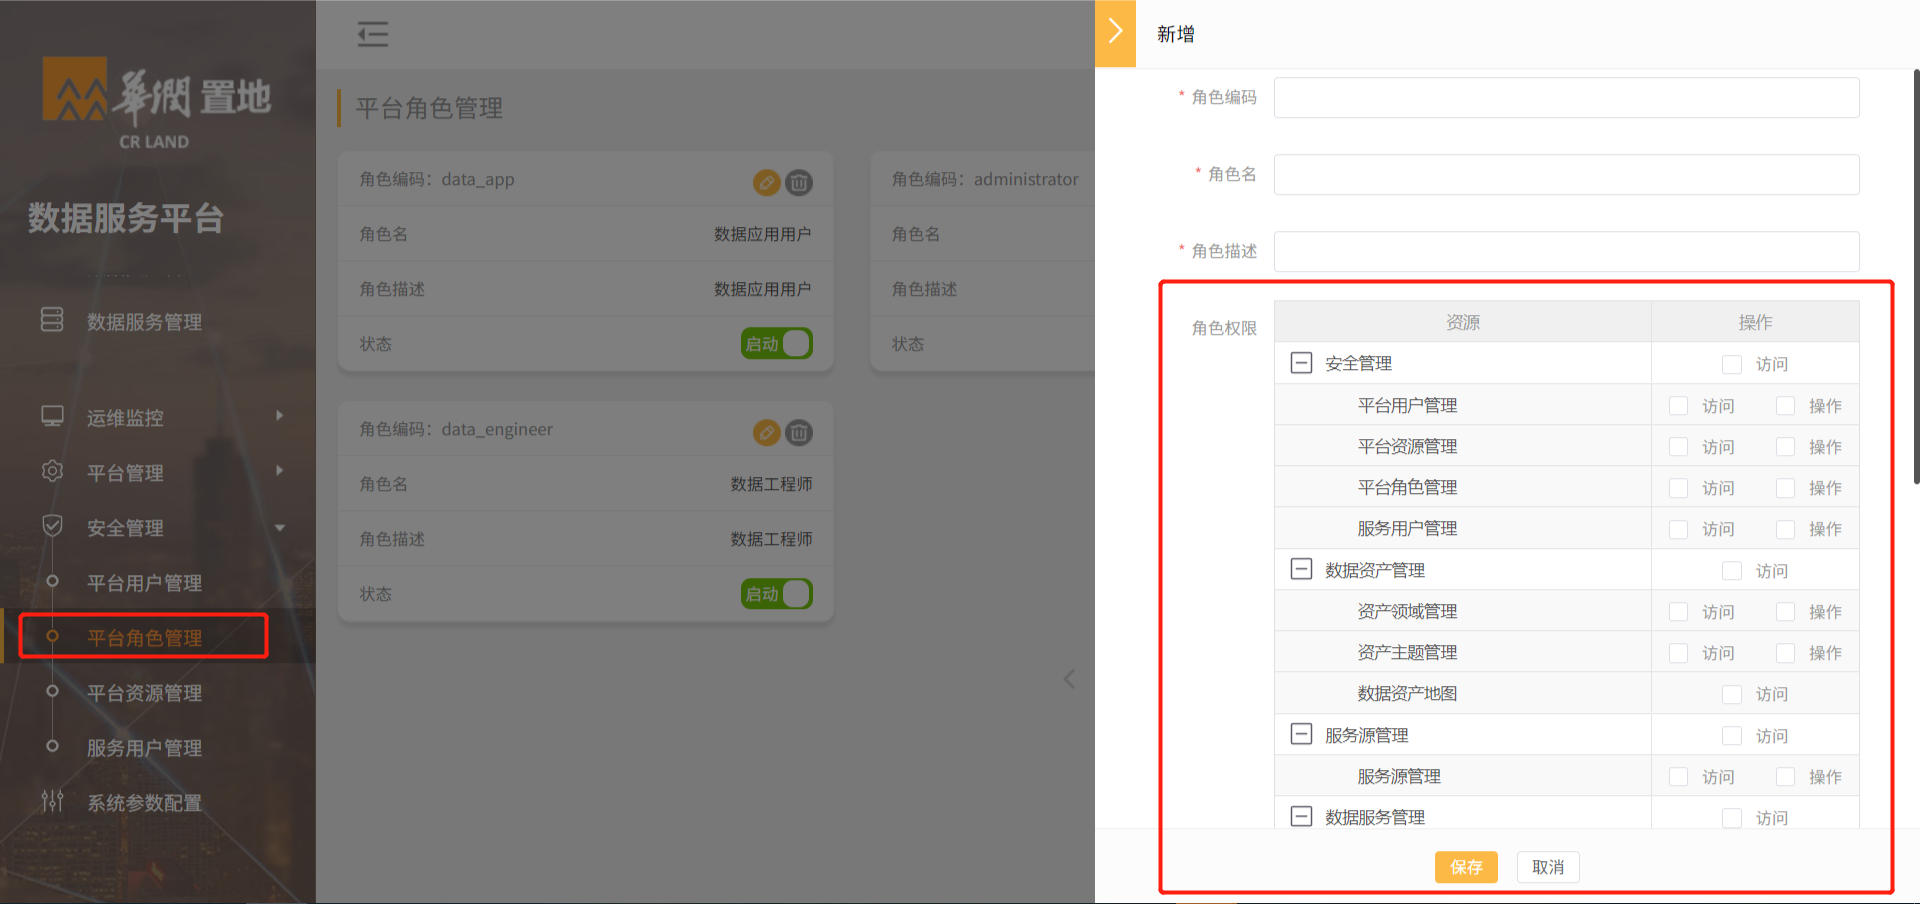 華潤置地
CR LAND
数据服务平台
数据服务管理
运维监控
平台管理
安全管理
平台用户管理
平台角色管理
平台资源管理
服务用户管理
系统参数配置
平台角色管理
角色编码：data_app
角色名 数据应用用户
角色描述 数据应用用户
状态 启动
角色编码：administrator
角色名
角色描述
状态
角色编码：data_engineer
角色名 数据工程师
角色描述 数据工程师
状态 启动
新增
* 角色编码
* 角色名
* 角色描述
角色权限
资源 操作
安全管理 访问
平台用户管理 访问 操作
平台资源管理 访问 操作
平台角色管理 访问 操作
服务用户管理 访问 操作
数据资产管理 访问
资产领域管理 访问 操作
资产主题管理 访问 操作
数据资产地图 访问
服务源管理 访问
服务源管理 访问 操作
数据服务管理 访问
保存 取消